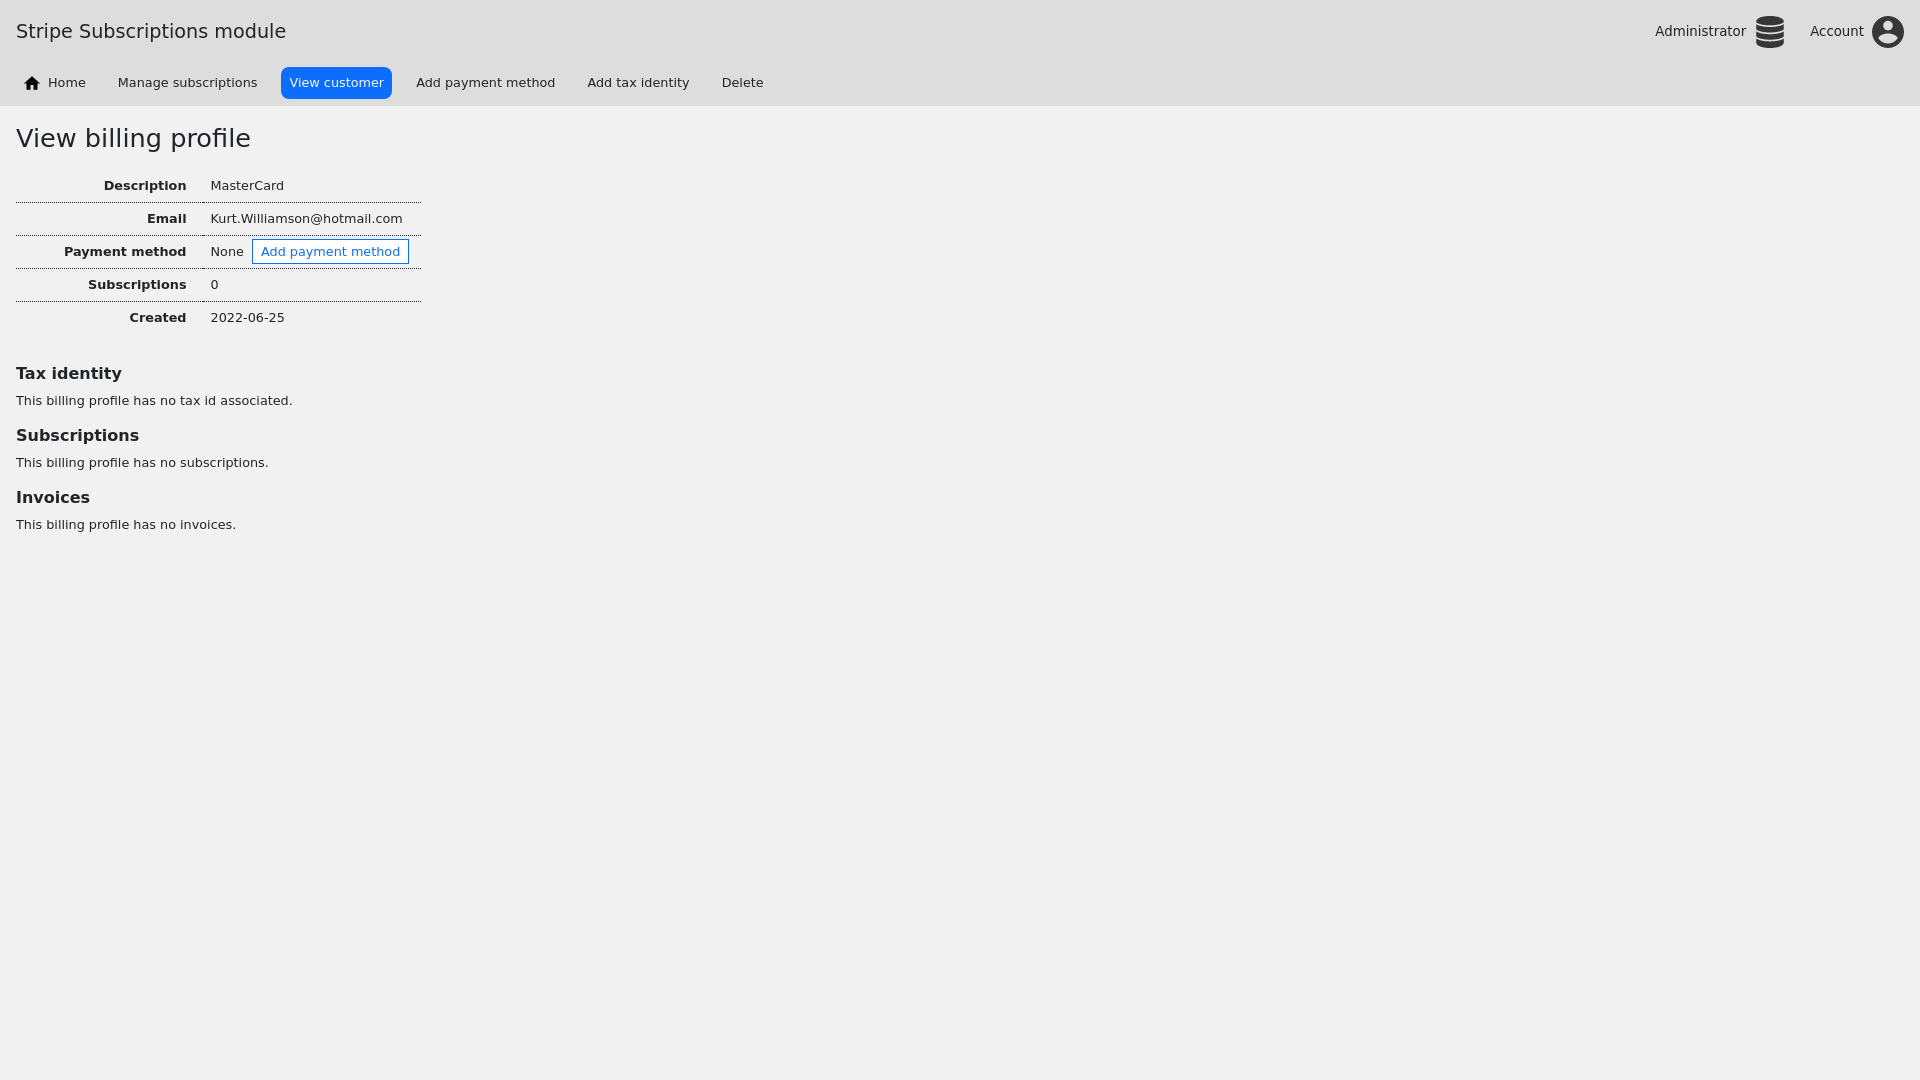 Stripe Subscriptions module
Administrator
Account
Home
Manage subscriptions
View customer
Add payment method
Add tax identity
Delete
View billing profile
Description MasterCard
Email Kurt.Williamson@hotmail.com
Payment method None Add payment method
Subscriptions 0
Created 2022-06-25
Tax identity
This billing profile has no tax id associated.
Subscriptions
This billing profile has no subscriptions.
Invoices
This billing profile has no invoices.